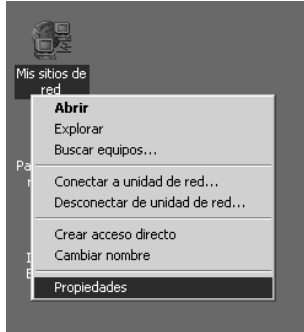 Mis sitios de
red
Abrir
Explorar
Buscar equipos...
Conectar a unidad de red...
Desconectar de unidad de red...
Crear acceso directo
Cambiar nombre
Propiedades